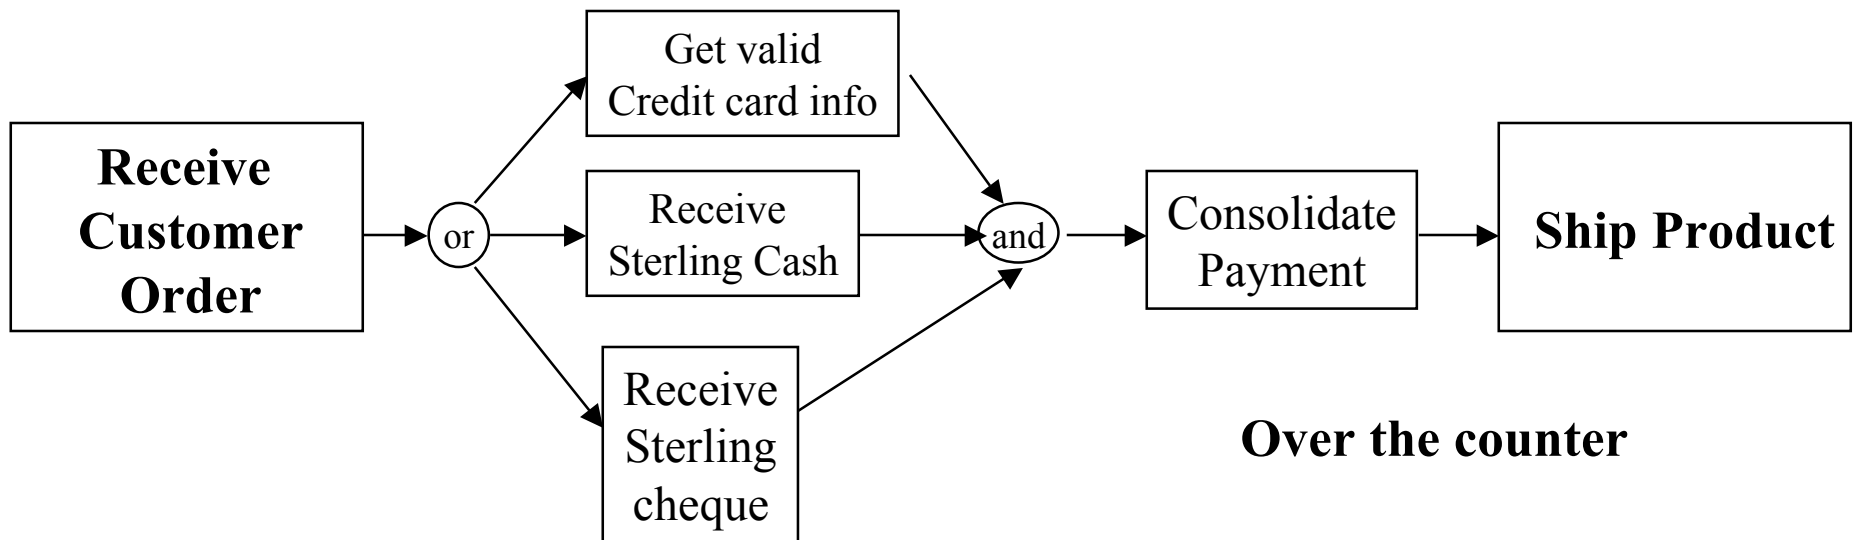 Receive
Customer
Order
or
Get valid
Credit card info
Receive
Sterling Cash
Receive
Sterling
cheque
and
Consolidate
Payment
Ship Product
Over the counter